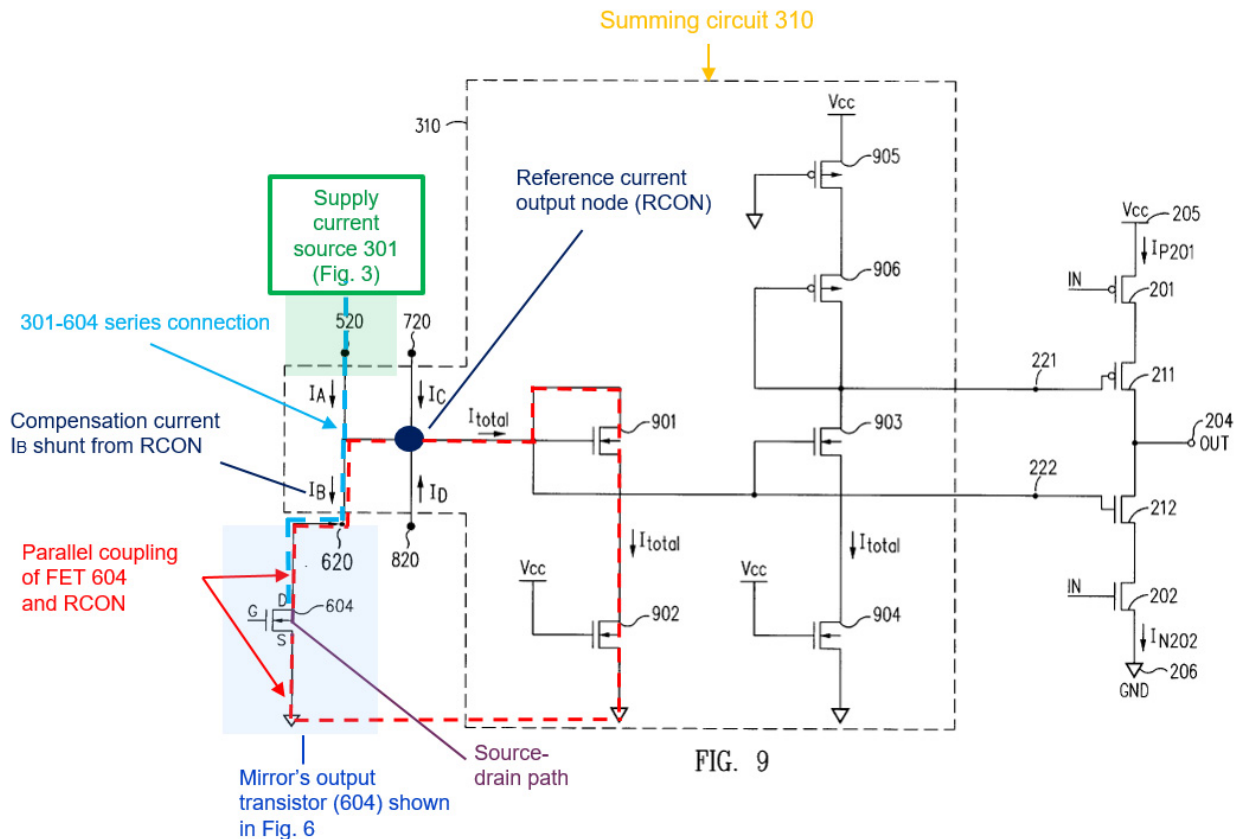 Summing circuit 310
310
Vcc
905
Supply
current
source 301
(Fig. 3)
Reference current
output node (RCON)
Vcc
205
IP201
906
IN
201
301-604 series connection
520
720
221
211
IA
IC
Itotal
901
903
204
OUT
Compensation current
IB shunt from RCON
IB
ID
222
212
620
820
Itotal
Itotal
Parallel coupling
of FET 604
and RCON
Vcc
Vcc
D
G
604
S
902
904
IN
202
IN202
206
GND
Source-
drain path
FIG. 9
Mirror's output
transistor (604) shown
in Fig. 6